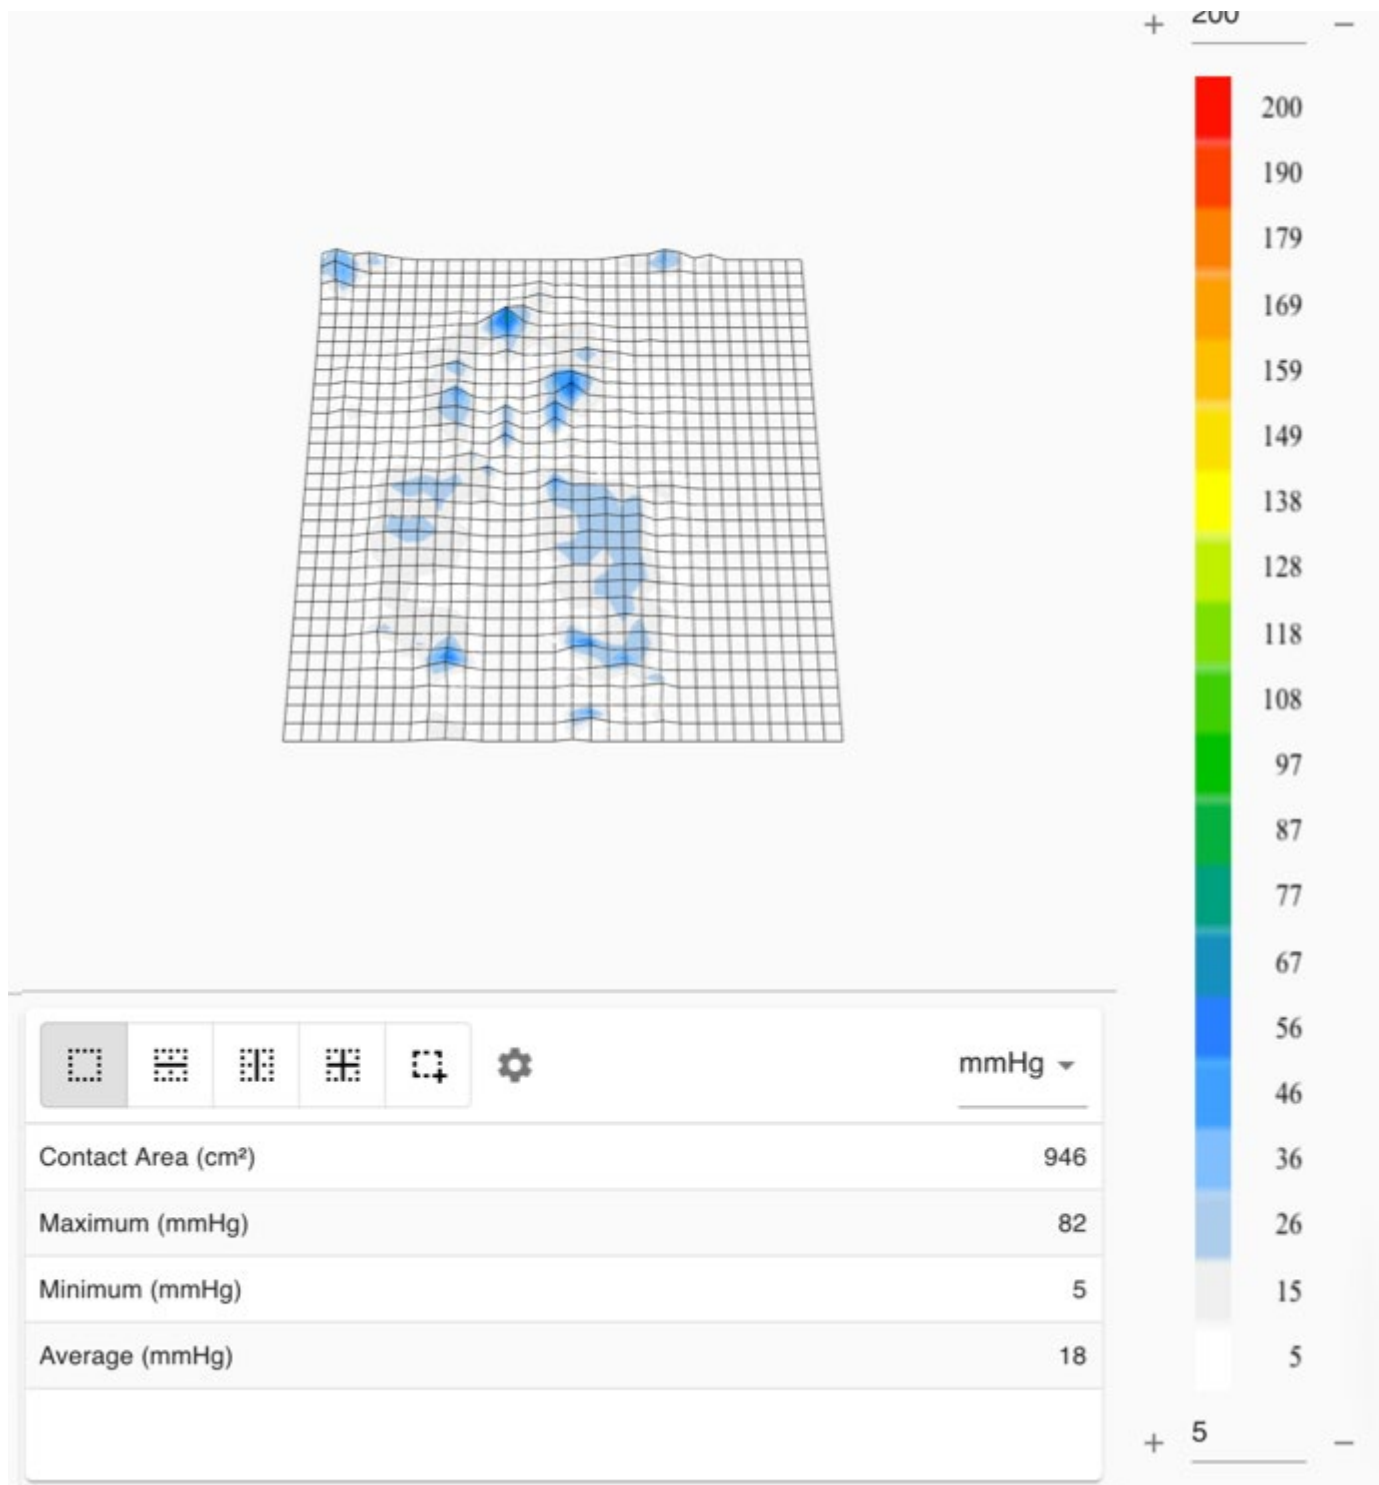 + 200 −
200
190
179
169
159
149
138
128
118
108
97
87
77
67
56
46
36
26
15
5
+ 5 −
mmHg
Contact Area (cm²) 946
Maximum (mmHg) 82
Minimum (mmHg) 5
Average (mmHg) 18